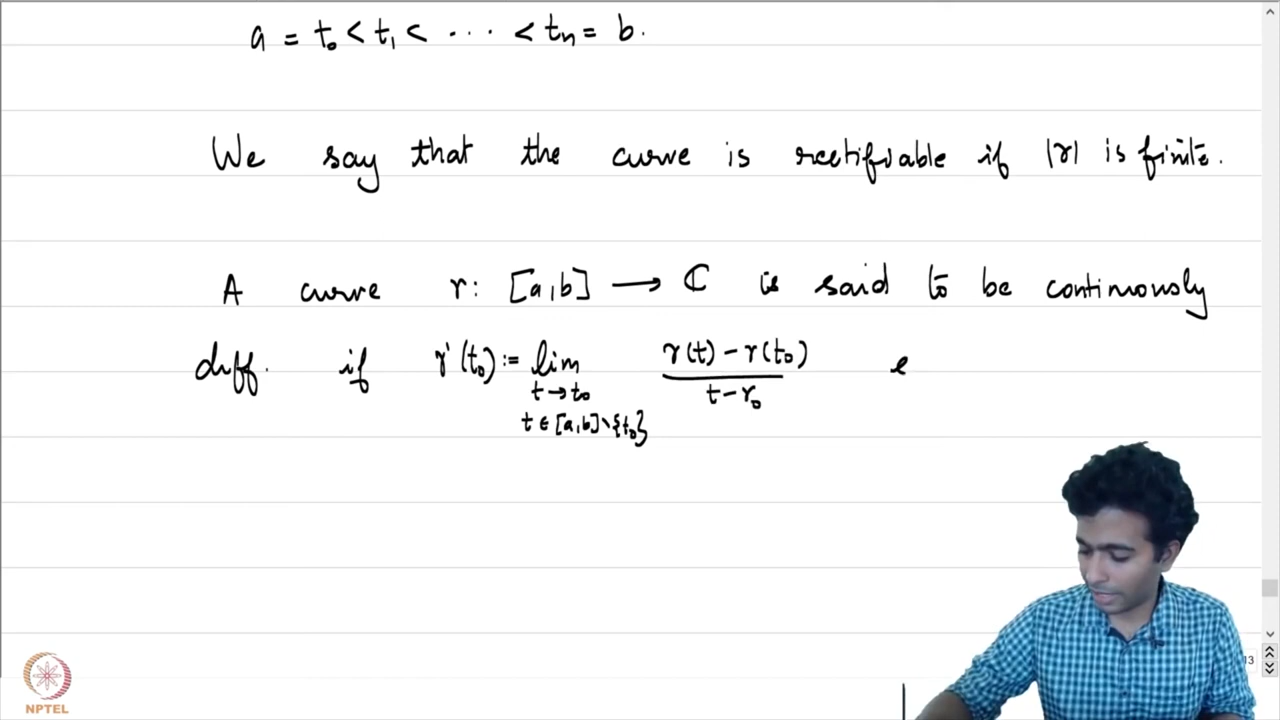 a = t₀ < t₁ < ··· < tₙ = b.
We say that the curve is rectifiable if |γ| is finite.
A curve γ: [a,b] ⟶ ℂ is said to be continuously
diff. if γ'(t₀) := lim γ(t) - γ(t₀) e
t→t₀ t-γ₀
t ∈ [a,b]\{t₀}
13
NPTEL